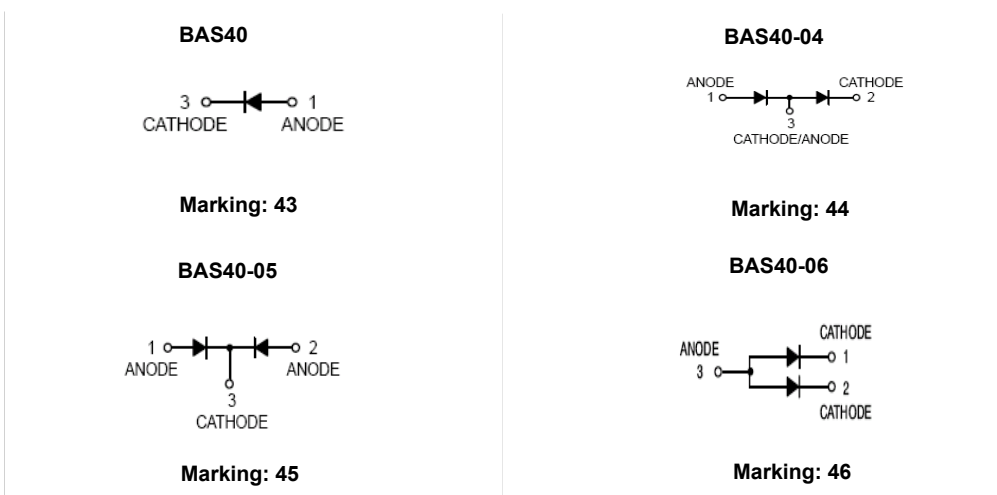 BAS40
3 1
CATHODE ANODE
Marking: 43
BAS40-04
ANODE CATHODE
1 2
3
CATHODE/ANODE
Marking: 44
BAS40-05
1 2
ANODE ANODE
3
CATHODE
Marking: 45
BAS40-06
CATHODE
ANODE 1
3 2
CATHODE
Marking: 46